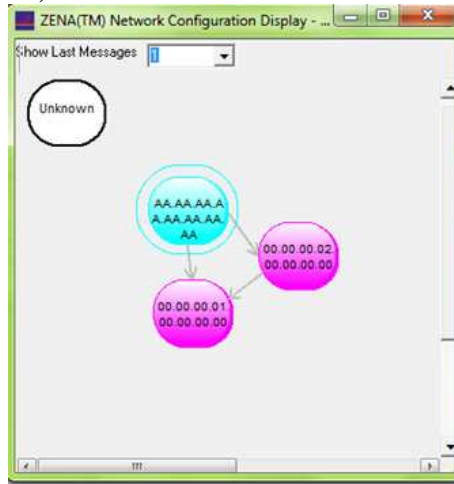 ZENA(TM) Network Configuration Display - ...
Show Last Messages 1
Unknown
AA.AA.AA.A
A.AA.AA.AA.
AA
00.00.00.02.
00.00.00.00
00.00.00.01.
00.00.00.00